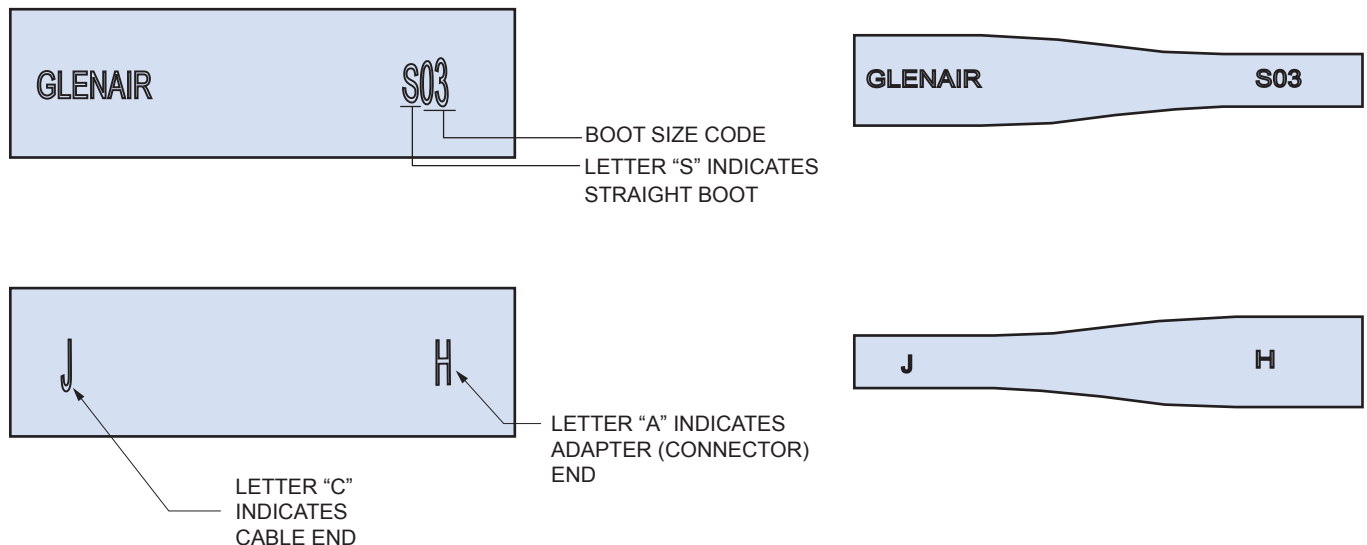 GLENAIR S03
BOOT SIZE CODE
LETTER “S” INDICATES
STRAIGHT BOOT
GLENAIR S03
J H
LETTER “A” INDICATES
ADAPTER (CONNECTOR)
END
LETTER “C”
INDICATES
CABLE END
J H